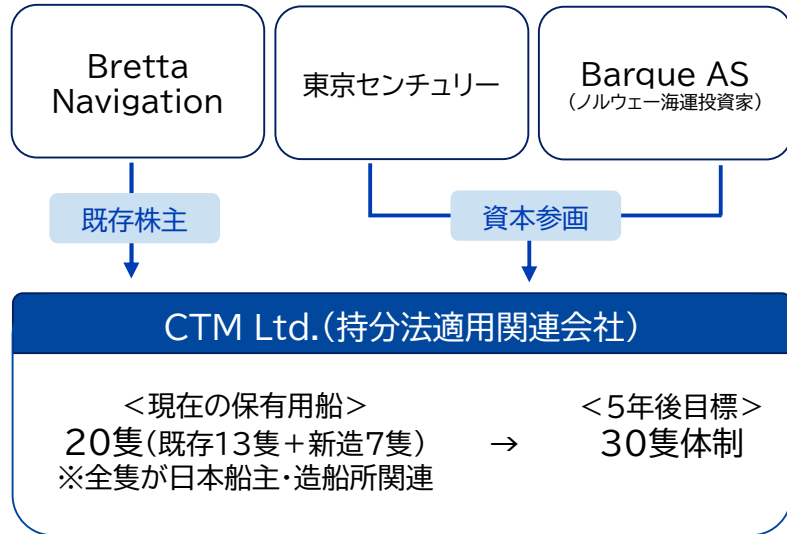 Bretta
Navigation
東京センチュリー
Barque AS
(ノルウェー海運投資家)
既存株主
資本参画
CTM Ltd.(持分法適用関連会社)
<現在の保有用船>
20隻(既存13隻+新造7隻)
※全隻が日本船主・造船所関連
→
<5年後目標>
30隻体制